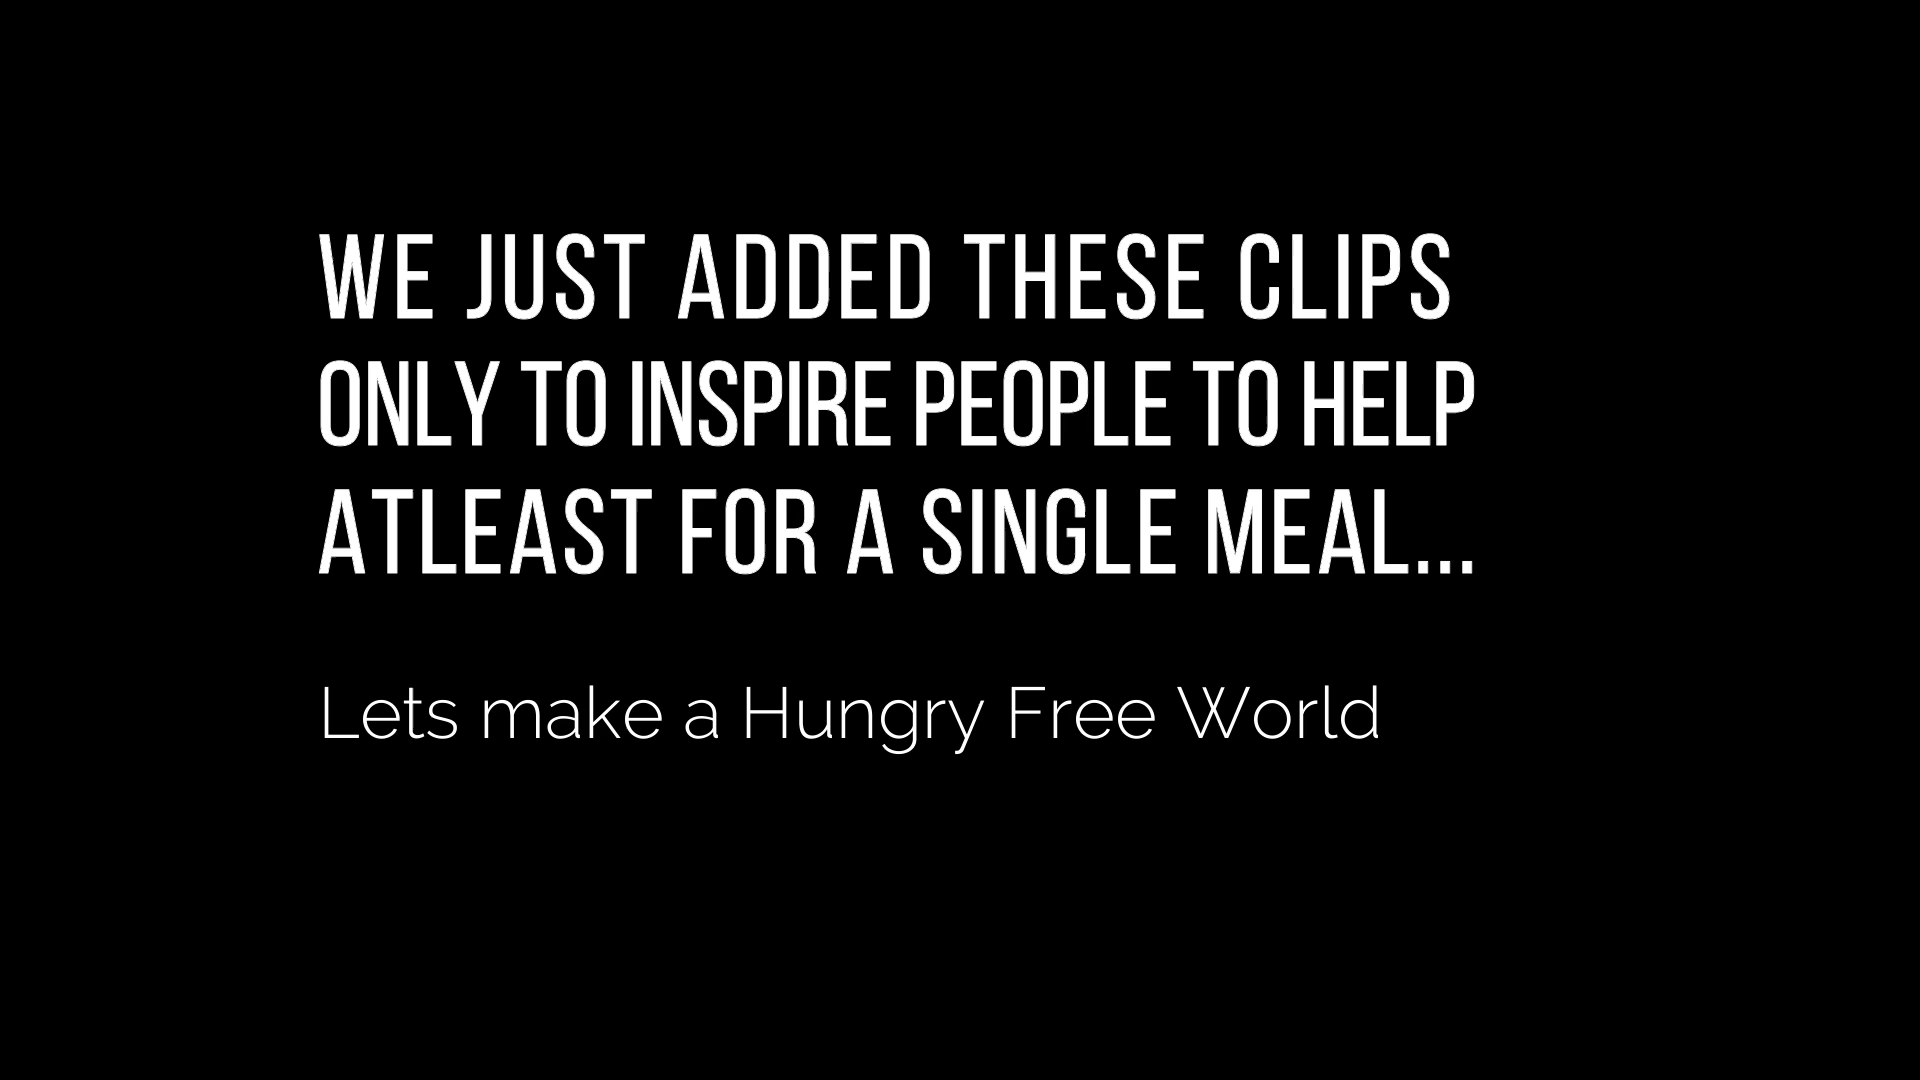 WE JUST ADDED THESE CLIPS
ONLY TO INSPIRE PEOPLE TO HELP
ATLEAST FOR A SINGLE MEAL...
Lets make a Hungry Free World